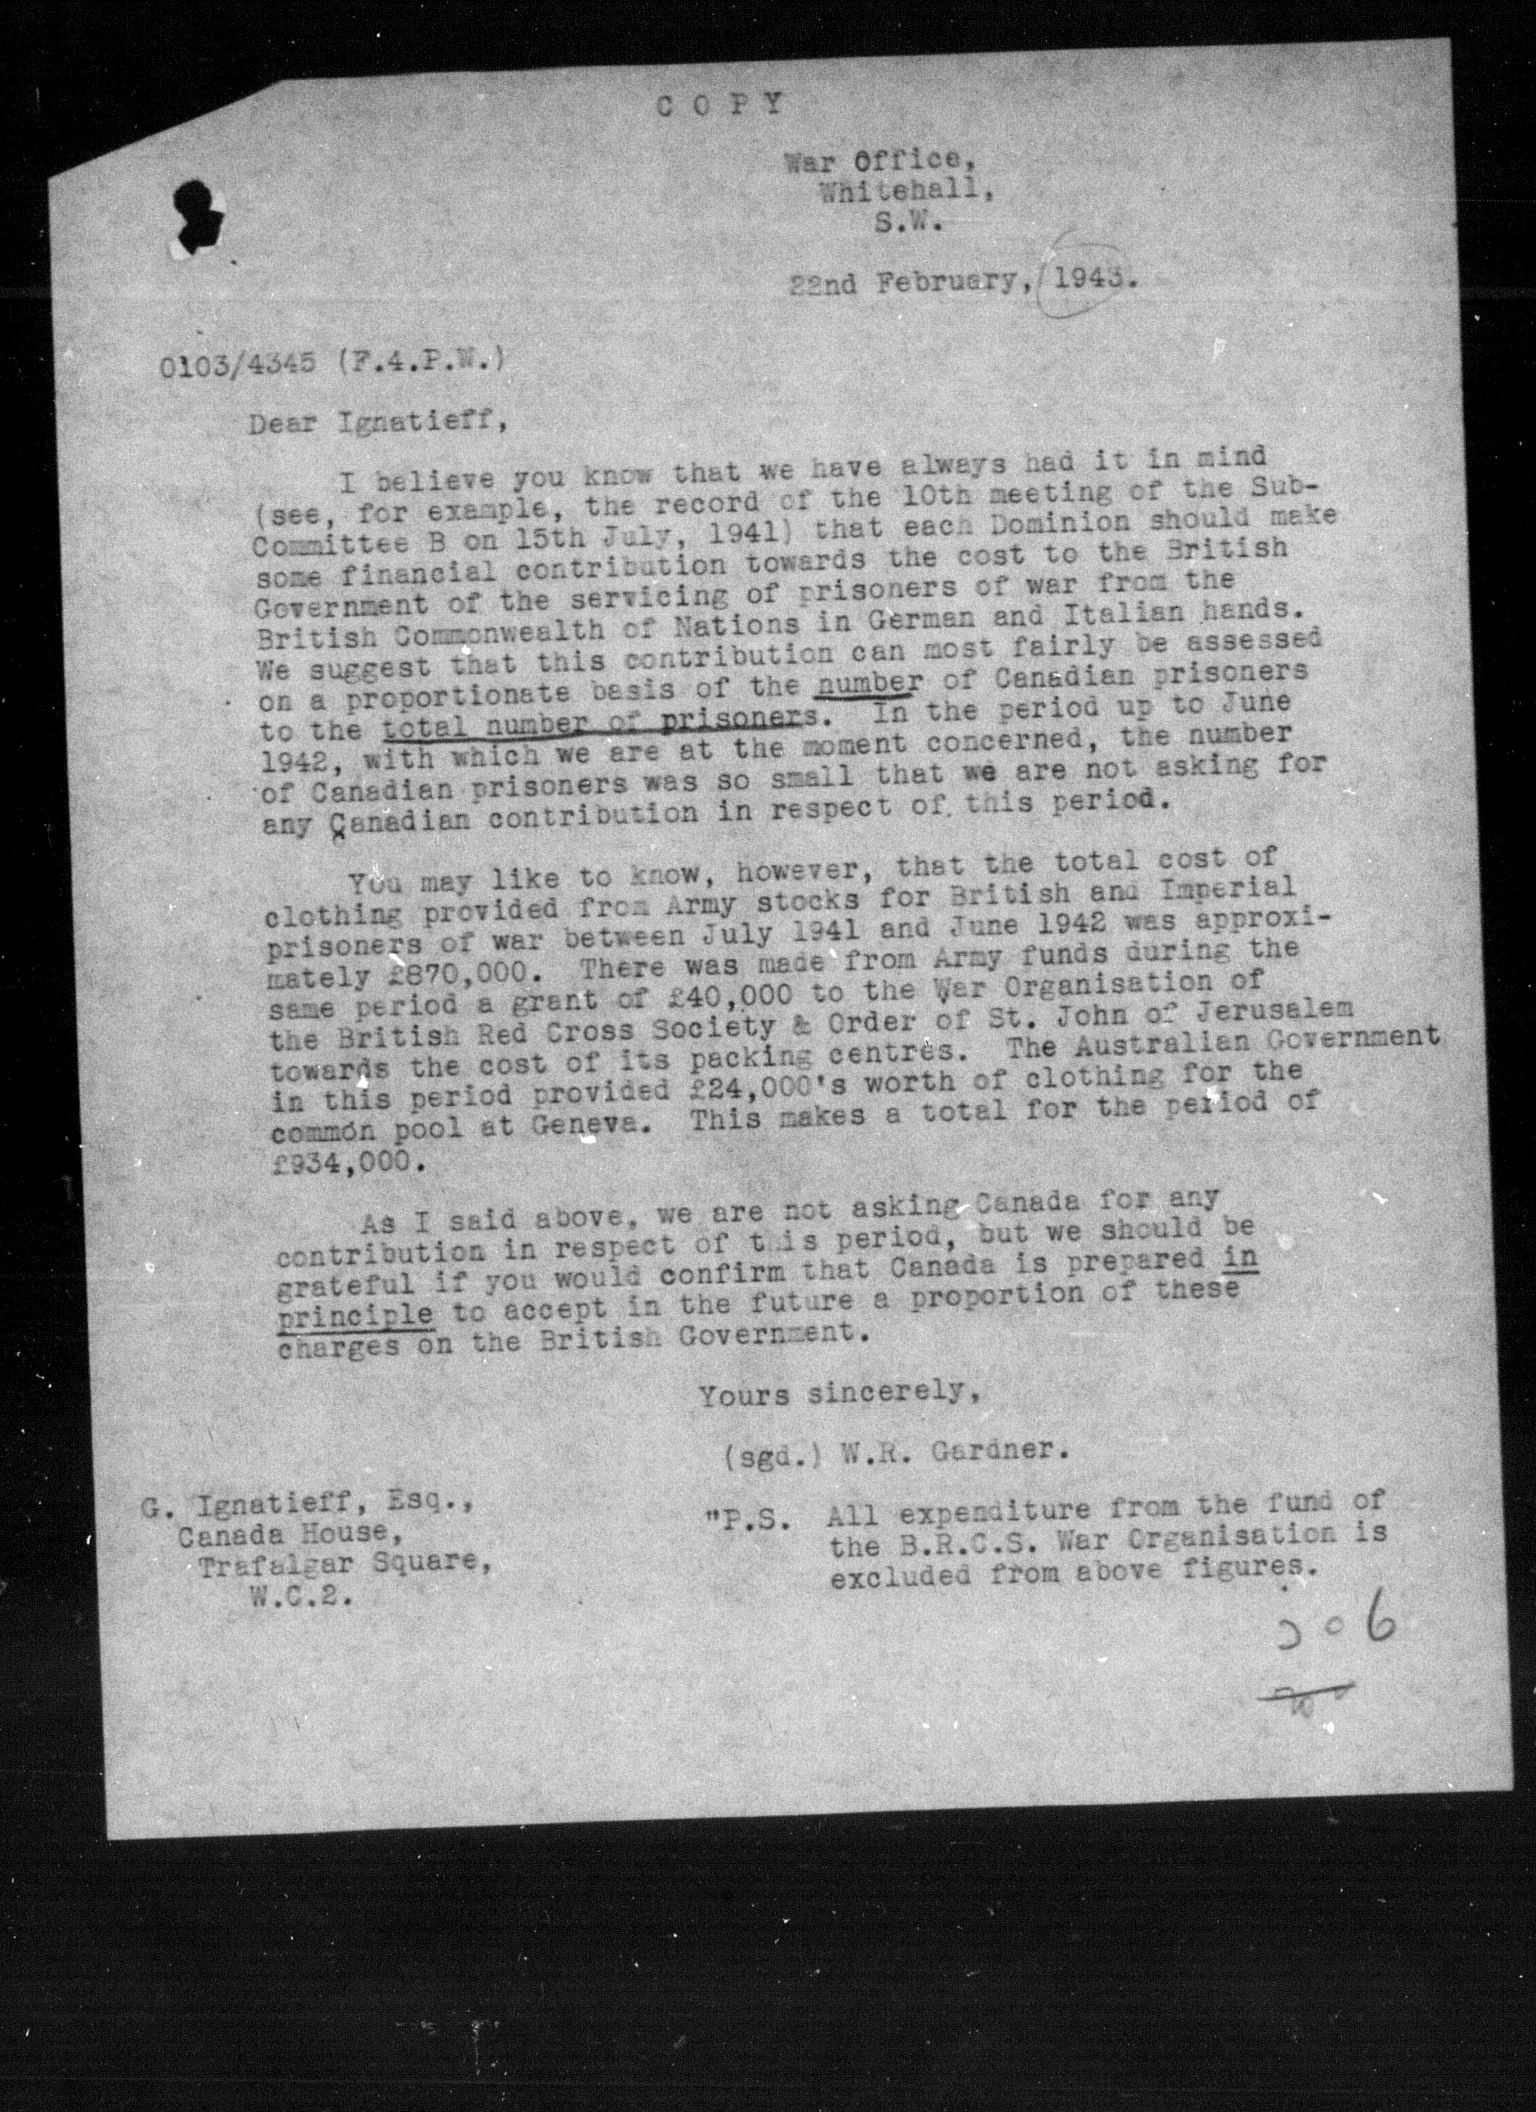 COPY
War Office,
Whitehall,
S.W.
22nd February, 1943.
0103/4345 (F.4.P.W.)
Dear Ignatieff,
I believe you know that we have always had it in mind
(see, for example, the record of the 10th meeting of the Sub-
Committee B on 15th July, 1941) that each Dominion should make
some financial contribution towards the cost to the British
Government of the servicing of prisoners of war from the
British Commonwealth of Nations in German and Italian hands.
We suggest that this contribution can most fairly be assessed
on a proportionate basis of the number of Canadian prisoners
to the total number of prisoners. In the period up to June
1942, with which we are at the moment concerned, the number
of Canadian prisoners was so small that we are not asking for
any Canadian contribution in respect of this period.
You may like to know, however, that the total cost of
clothing provided from Army stocks for British and Imperial
prisoners of war between July 1941 and June 1942 was approxi-
mately £870,000. There was made from Army funds during the
same period a grant of £40,000 to the War Organisation of
the British Red Cross Society & Order of St. John of Jerusalem
towards the cost of its packing centres. The Australian Government
in this period provided £24,000's worth of clothing for the
common pool at Geneva. This makes a total for the period of
£934,000.
As I said above, we are not asking Canada for any
contribution in respect of this period, but we should be
grateful if you would confirm that Canada is prepared in
principle to accept in the future a proportion of these
charges on the British Government.
Yours sincerely,
(sgd.) W.R. Gardner.
G. Ignatieff, Esq.,
Canada House,
Trafalgar Square,
W.C.2.
"P.S. All expenditure from the fund of
the B.R.C.S. War Organisation is
excluded from above figures.